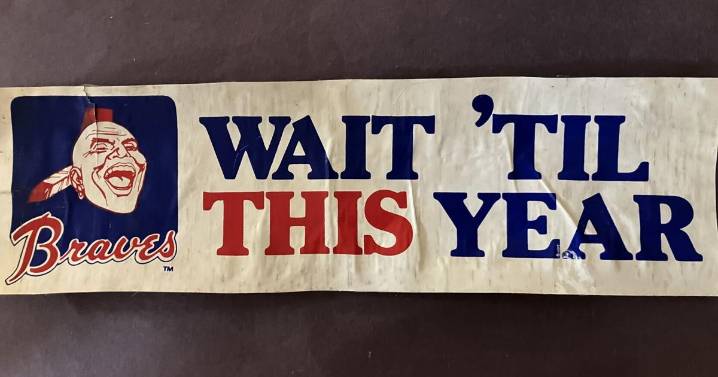 WAIT 'TIL
THIS YEAR
Braves
TM